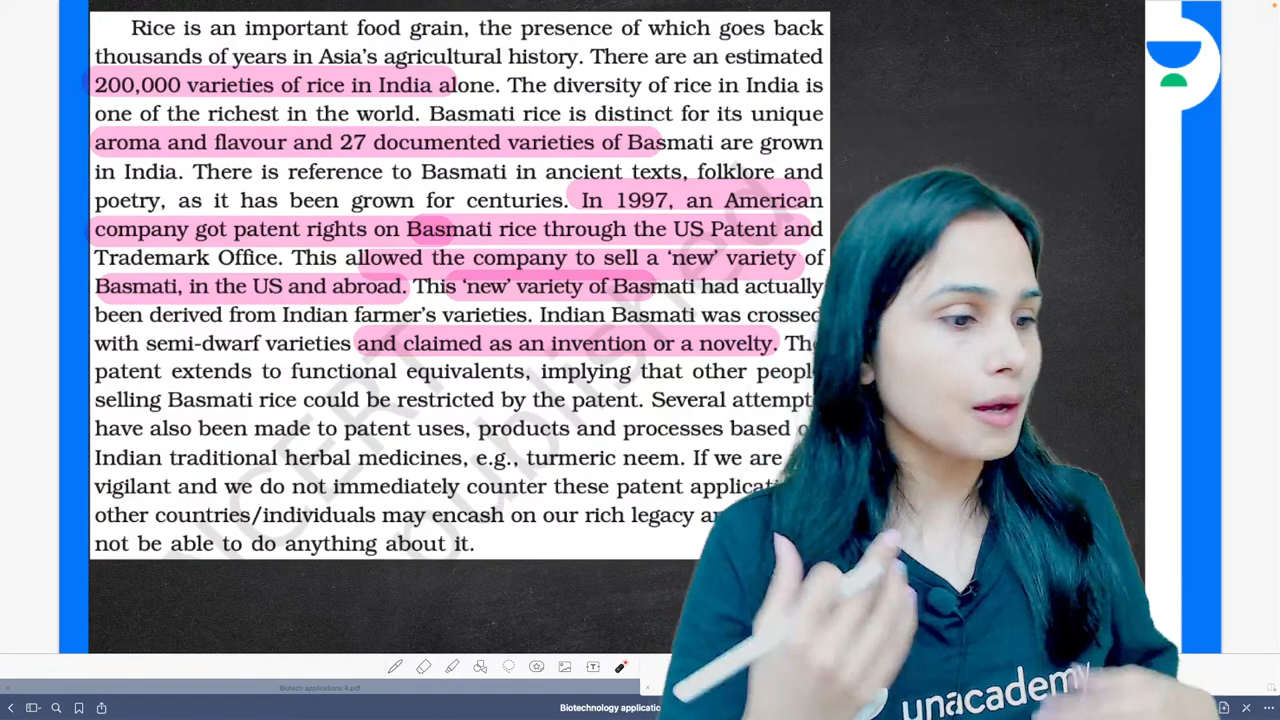 Rice is an important food grain, the presence of which goes back
thousands of years in Asia's agricultural history. There are an estimated
200,000 varieties of rice in India alone. The diversity of rice in India is
one of the richest in the world. Basmati rice is distinct for its unique
aroma and flavour and 27 documented varieties of Basmati are grown
in India. There is reference to Basmati in ancient texts, folklore and
poetry, as it has been grown for centuries. In 1997, an American
company got patent rights on Basmati rice through the US Patent and
Trademark Office. This allowed the company to sell a 'new' variety of
Basmati, in the US and abroad. This 'new' variety of Basmati had actually
been derived from Indian farmer's varieties. Indian Basmati was crossed
with semi-dwarf varieties and claimed as an invention or a novelty. The
patent extends to functional equivalents, implying that other peopl
selling Basmati rice could be restricted by the patent. Several attempt
have also been made to patent uses, products and processes based o
Indian traditional herbal medicines, e.g., turmeric neem. If we are
vigilant and we do not immediately counter these patent applicati
other countries/individuals may encash on our rich legacy a
not be able to do anything about it.
NCERT
published
unacademy
Biotech applications 4.pdf
Biotechnology applicatio